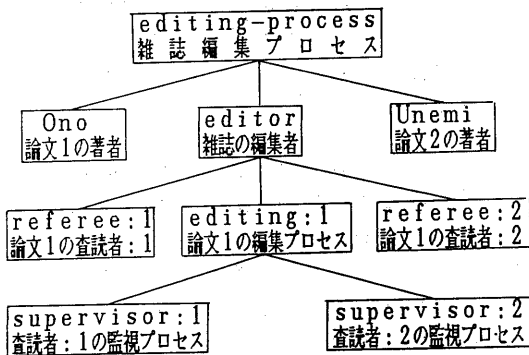 editing-process
雑誌編集プロセス
Ono
論文1の著者
editor
雑誌の編集者
Unemi
論文2の著者
referee:1
論文1の査読者:1
editing:1
論文1の編集プロセス
referee:2
論文1の査読者:2
supervisor:1
査読者:1の監視プロセス
supervisor:2
査読者:2の監視プロセス